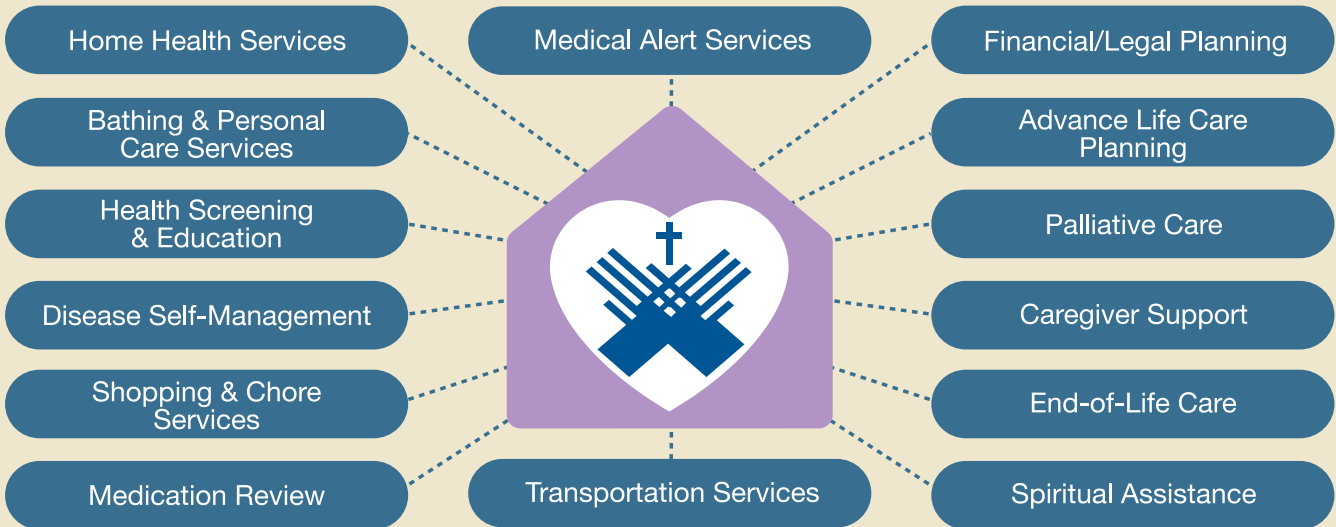 Home Health Services
Medical Alert Services
Financial/Legal Planning
Bathing & Personal
Care Services
Advance Life Care
Planning
Health Screening
& Education
Palliative Care
Disease Self-Management
Caregiver Support
Shopping & Chore
Services
End-of-Life Care
Medication Review
Transportation Services
Spiritual Assistance